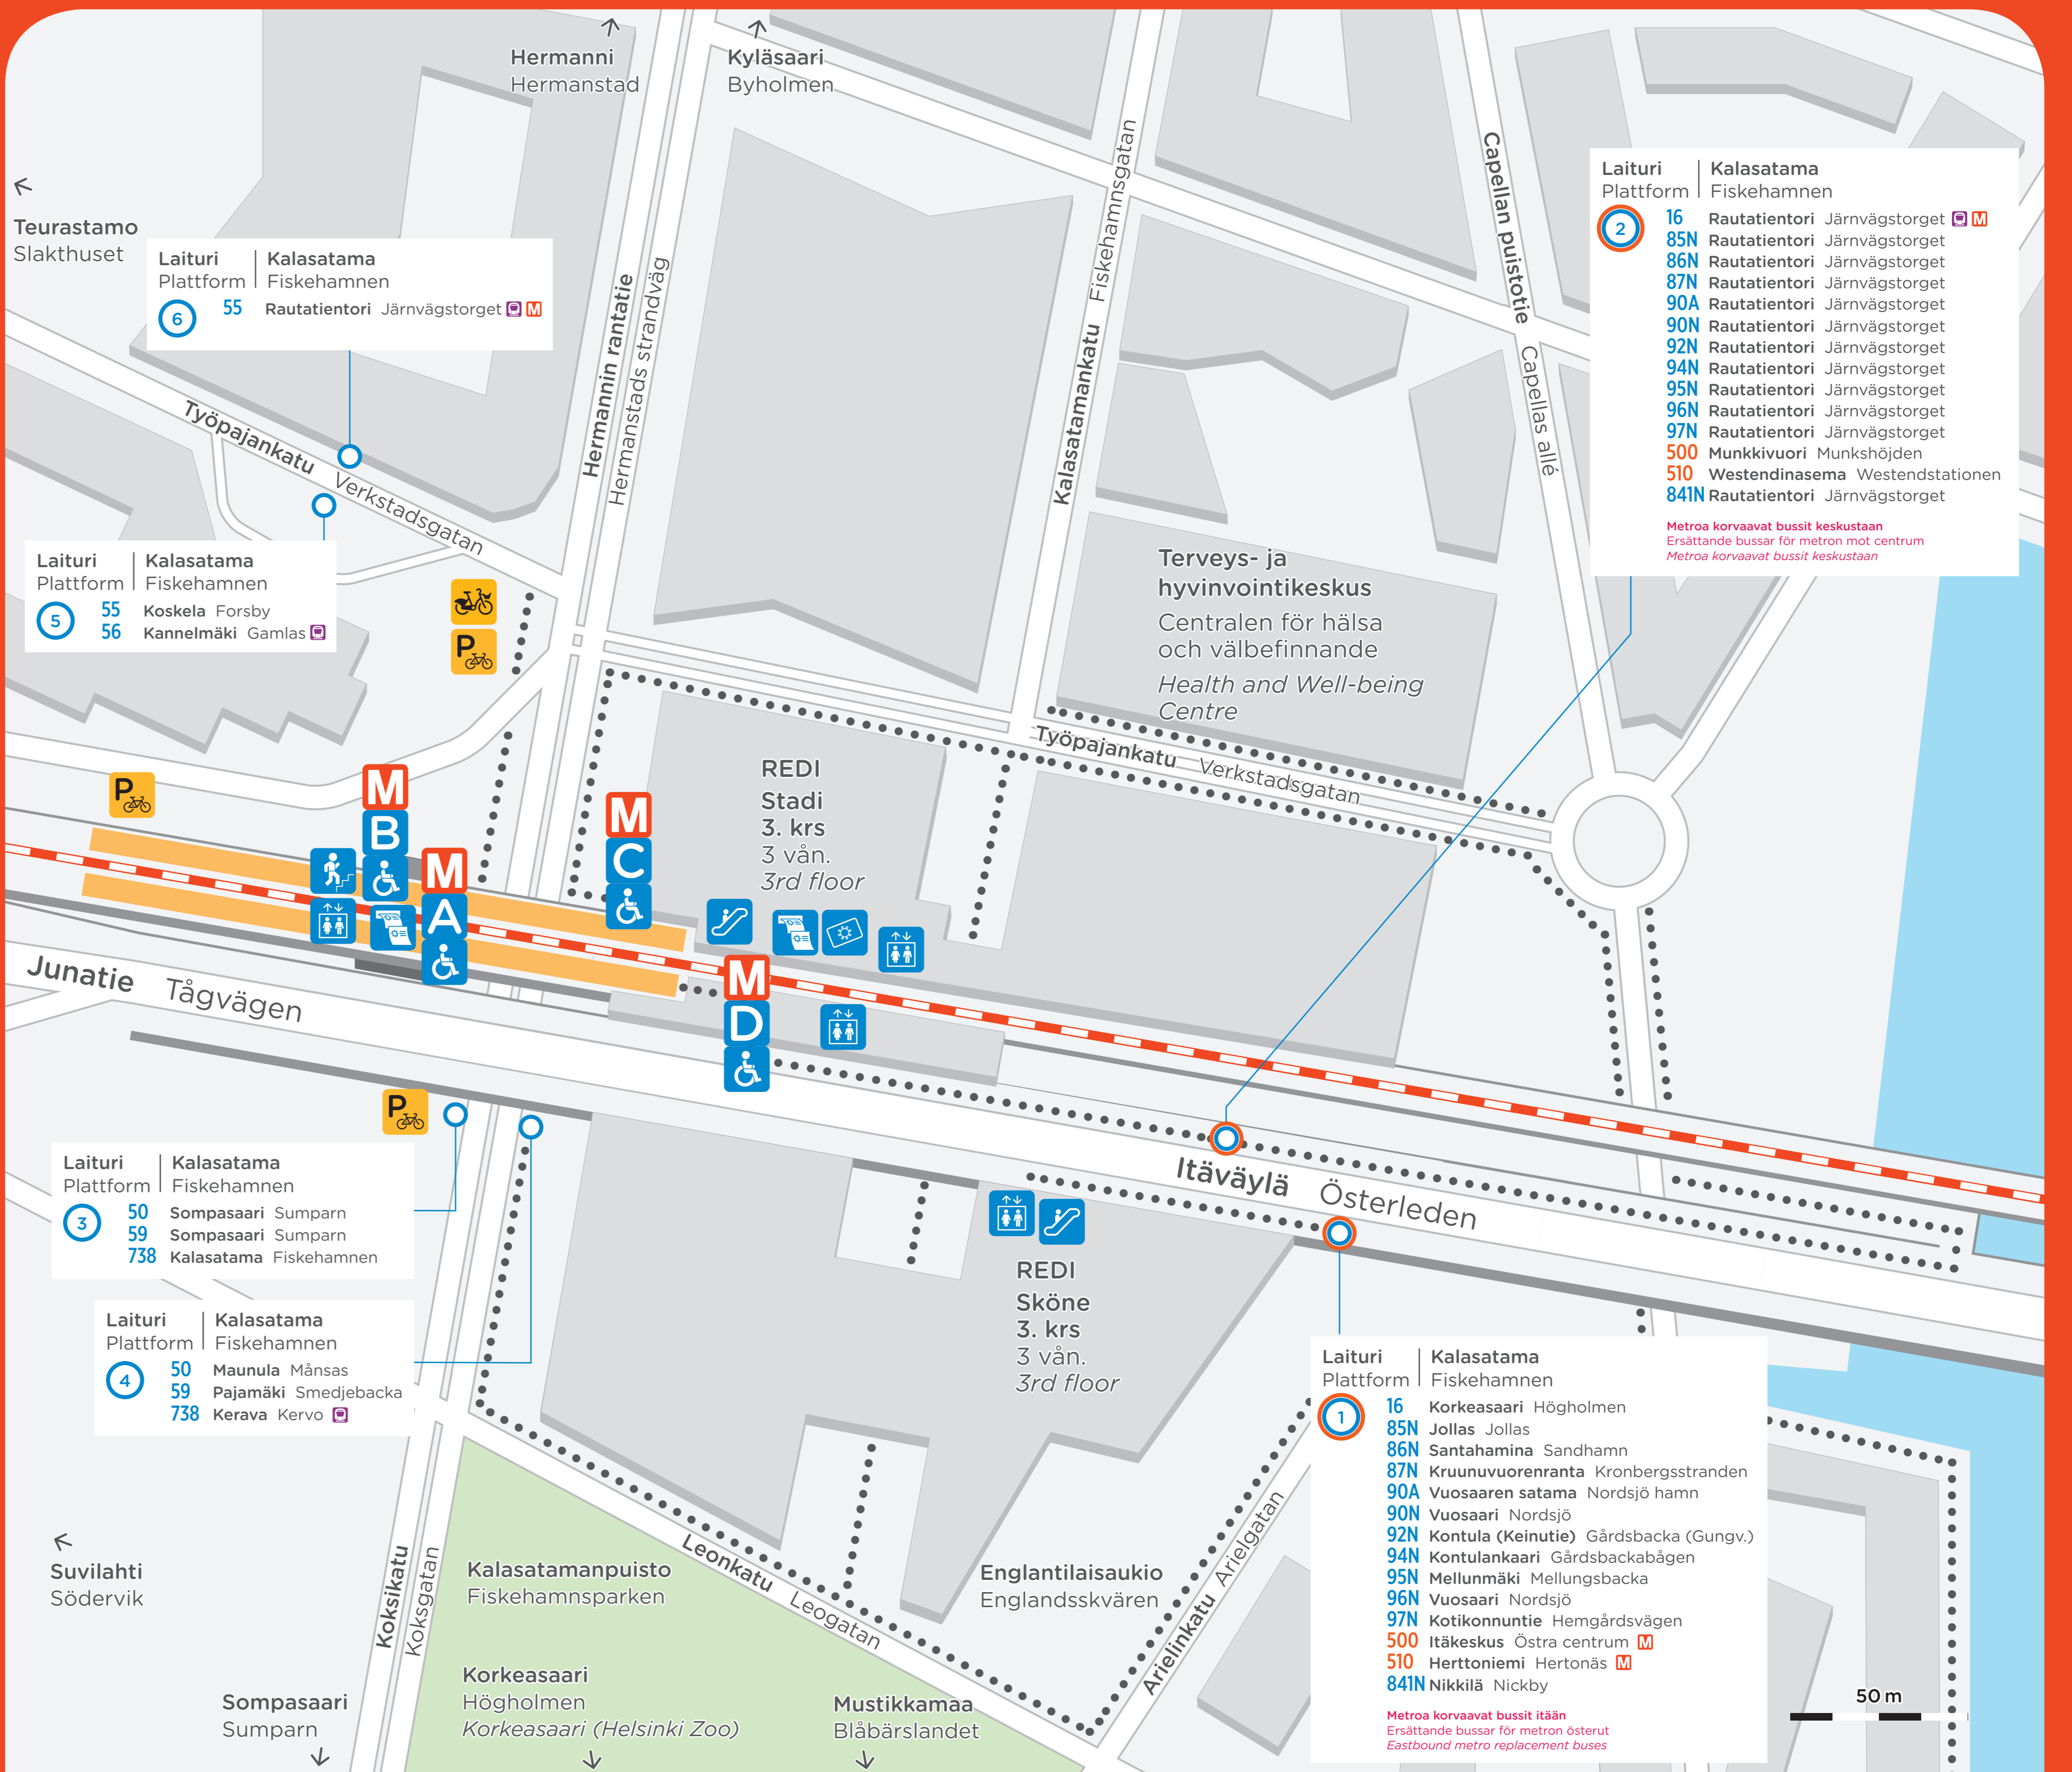 Hermanni
Hermanstad
Kyläsaari
Byholmen
Teurastamo
Slakthuset
Laituri Kalasatama
Plattform Fiskehamnen
6 55 Rautatientori Järnvägstorget M
Työpajankatu Verkstadsgatan
Hermannin rantatie
Hermanstads strandväg
Kalasatamankatu Fiskehamnsgatan
Capellan puistotie Capellas allé
Laituri Kalasatama
Plattform Fiskehamnen
2
16 Rautatientori Järnvägstorget M
85N Rautatientori Järnvägstorget
86N Rautatientori Järnvägstorget
87N Rautatientori Järnvägstorget
90A Rautatientori Järnvägstorget
90N Rautatientori Järnvägstorget
92N Rautatientori Järnvägstorget
94N Rautatientori Järnvägstorget
95N Rautatientori Järnvägstorget
96N Rautatientori Järnvägstorget
97N Rautatientori Järnvägstorget
500 Munkkivuori Munkshöjden
510 Westendinasema Westendstationen
841N Rautatientori Järnvägstorget
Metroa korvaavat bussit keskustaan
Ersättande bussar för metron mot centrum
Metroa korvaavat bussit keskustaan
Laituri Kalasatama
Plattform Fiskehamnen
5
55 Koskela Forsby
56 Kannelmäki Gamlas
P
Terveys- ja
hyvinvointikeskus
Centralen för hälsa
och välbefinnande
Health and Well-being
Centre
Työpajankatu Verkstadsgatan
P
M
B
M
A
M
C
REDI
Stadi
3. krs
3 vån.
3rd floor
M
D
Junatie Tågvägen
P
Itäväylä Österleden
Laituri Kalasatama
Plattform Fiskehamnen
3
50 Sompasaari Sumparn
59 Sompasaari Sumparn
738 Kalasatama Fiskehamnen
Laituri Kalasatama
Plattform Fiskehamnen
4
50 Maunula Månsas
59 Pajamäki Smedjebacka
738 Kerava Kervo
REDI
Sköne
3. krs
3 vån.
3rd floor
Laituri Kalasatama
Plattform Fiskehamnen
1
16 Korkeasaari Högholmen
85N Jollas Jollas
86N Santahamina Sandhamn
87N Kruunuvuorenranta Kronbergsstranden
90A Vuosaaren satama Nordsjö hamn
90N Vuosaari Nordsjö
92N Kontula (Keinutie) Gårdsbacka (Gungv.)
94N Kontulankaari Gårdsbackabågen
95N Mellunmäki Mellungsbacka
96N Vuosaari Nordsjö
97N Kotikonnuntie Hemgårdsvägen
500 Itäkeskus Östra centrum M
510 Herttoniemi Hertonäs M
841N Nikkilä Nickby
Metroa korvaavat bussit itään
Ersättande bussar för metron österut
Eastbound metro replacement buses
Suvilahti
Södervik
Koksikatu
Koksgatan
Kalasatamanpuisto
Fiskehamnsparken
Leonkatu Leogatan
Englantilaisaukio
Englandsskvären
Arielinkatu Arielgatan
Sompasaari
Sumparn
Korkeasaari
Högholmen
Korkeasaari (Helsinki Zoo)
Mustikkamaa
Blåbärslandet
50 m